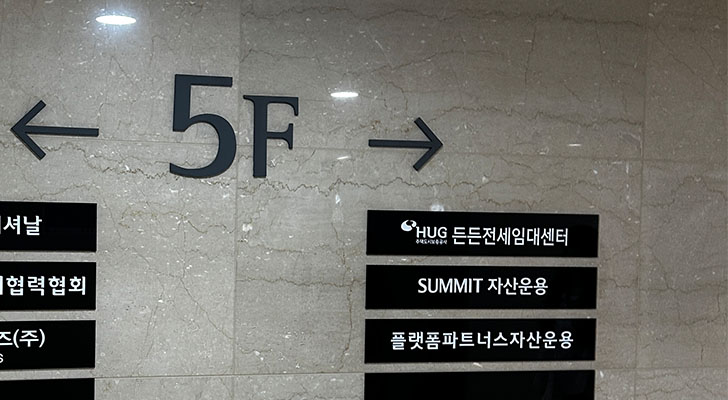 5F
셔날
협력협회
즈(주)
S
HUG 든든전세임대센터
주택도시보증공사
SUMMIT 자산운용
플랫폼파트너스자산운용